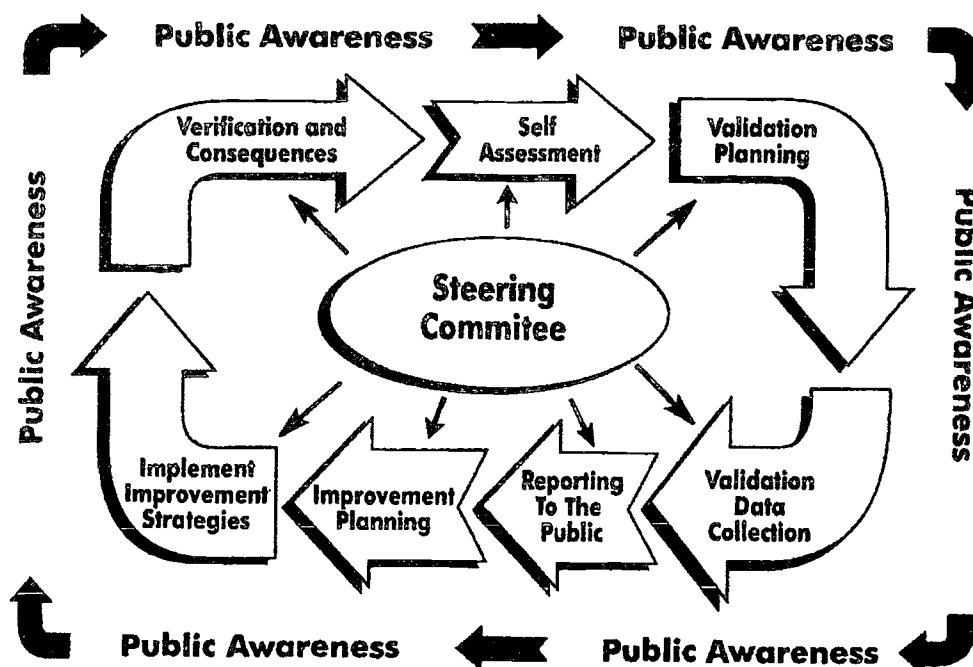 Public Awareness
Public Awareness
Verification and
Consequences
Self
Assessment
Validation
Planning
Public Awareness
Public Awareness
Steering
Commitee
Implement
Improvement
Strategies
Improvement
Planning
Reporting
To The
Public
Validation
Data
Collection
Public Awareness
Public Awareness